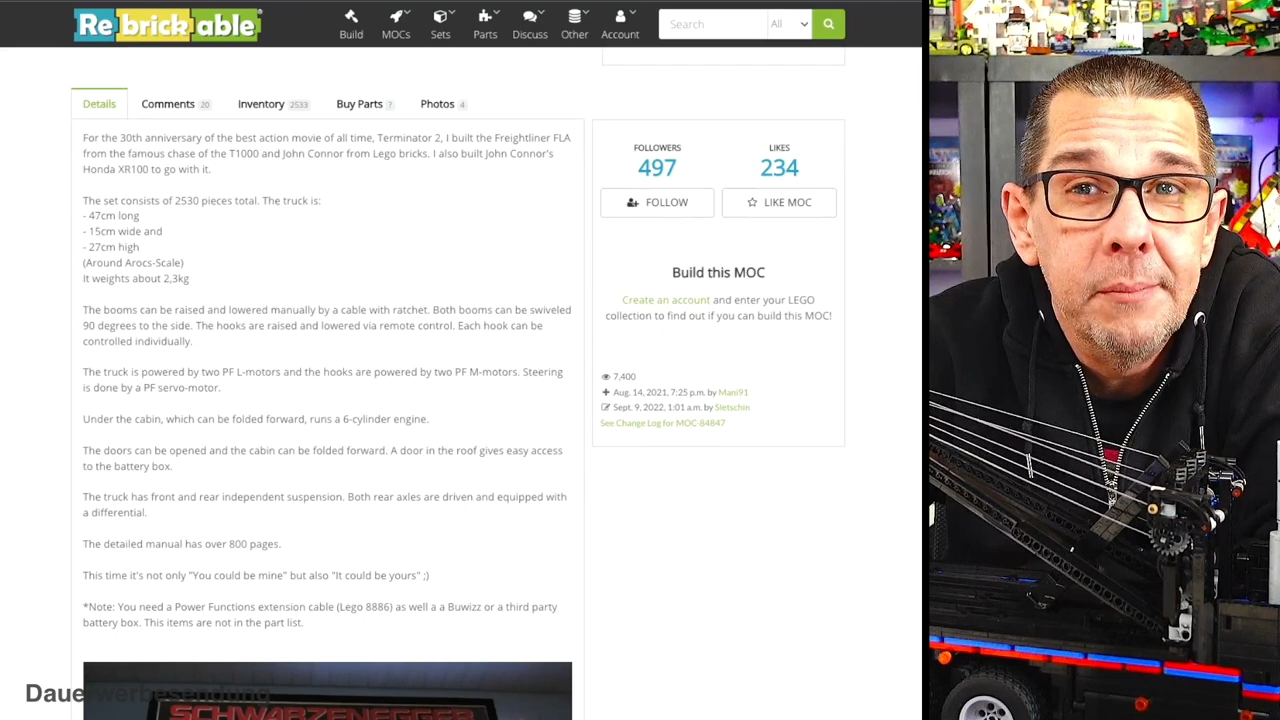 Rebrickable
Build MOCs Sets Parts Discuss Other Account
Search All
Details Comments 20 Inventory 2533 Buy Parts ? Photos 4
For the 30th anniversary of the best action movie of all time, Terminator 2, I built the Freightliner FLA
from the famous chase of the T1000 and John Connor from Lego bricks. I also built John Connor's
Honda XR100 to go with it.
The set consists of 2530 pieces total. The truck is:
- 47cm long
- 15cm wide and
- 27cm high
(Around Arocs-Scale)
It weights about 2,3kg
The booms can be raised and lowered manually by a cable with ratchet. Both booms can be swiveled
90 degrees to the side. The hooks are raised and lowered via remote control. Each hook can be
controlled individually.
The truck is powered by two PF L-motors and the hooks are powered by two PF M-motors. Steering
is done by a PF servo-motor.
Under the cabin, which can be folded forward, runs a 6-cylinder engine.
The doors can be opened and the cabin can be folded forward. A door in the roof gives easy access
to the battery box.
The truck has front and rear independent suspension. Both rear axles are driven and equipped with
a differential.
The detailed manual has over 800 pages.
This time it's not only "You could be mine" but also "It could be yours" ;)
*Note: You need a Power Functions extension cable (Lego 8886) as well a a Buwizz or a third party
battery box. This items are not in the part list.
SCHWARZENEGGER
Dauerwerbesendung
FOLLOWERS LIKES
497 234
FOLLOW LIKE MOC
Build this MOC
Create an account and enter your LEGO
collection to find out if you can build this MOC!
7,400
Aug. 14, 2021, 7:25 p.m. by Mani91
Sept. 9, 2022, 1:01 a.m. by Sietschin
See Change Log for MOC-84847